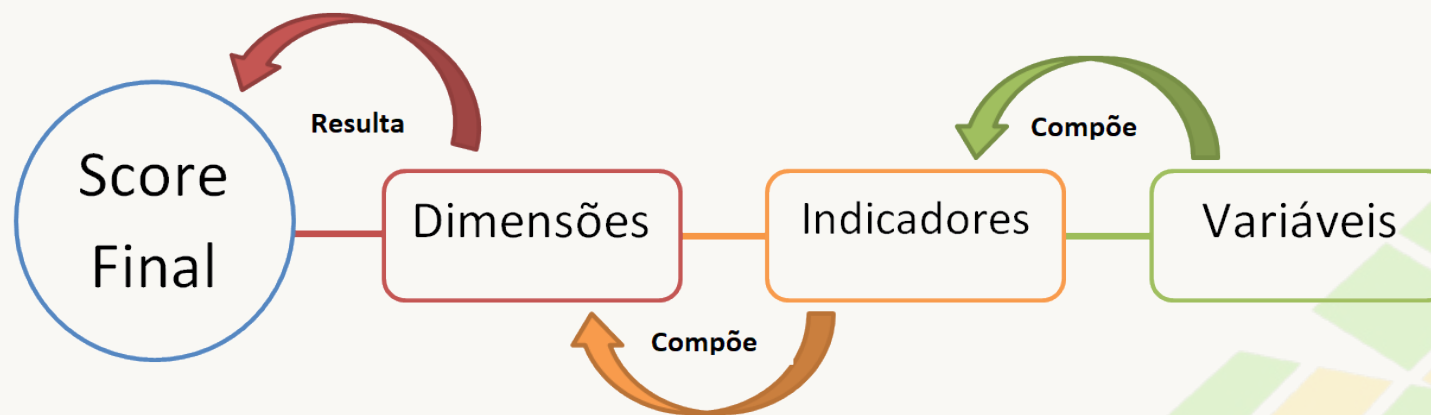 Resulta
Compõe
Score
Final
Dimensões
Indicadores
Variáveis
Compõe